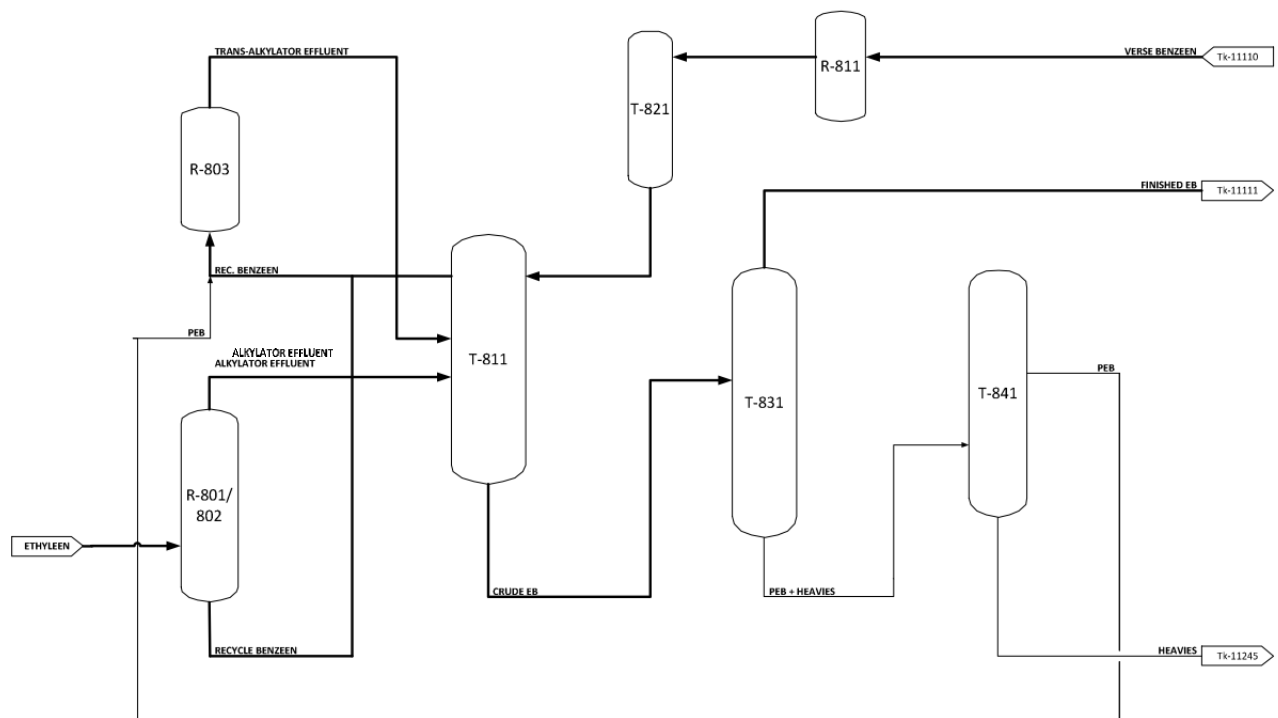 TRANS-ALKYLATOR EFFLUENT
VERSE BENZEEN
Tk-11110
R-811
T-821
R-803
FINISHED EB
Tk-11111
REC. BENZEEN
PEB
T-811
ALKYLATOR EFFLUENT
ALKYLATOR EFFLUENT
PEB
T-831
T-841
R-801/
802
ETHYLEEN
CRUDE EB
PEB + HEAVIES
RECYCLE BENZEEN
HEAVIES
Tk-11245